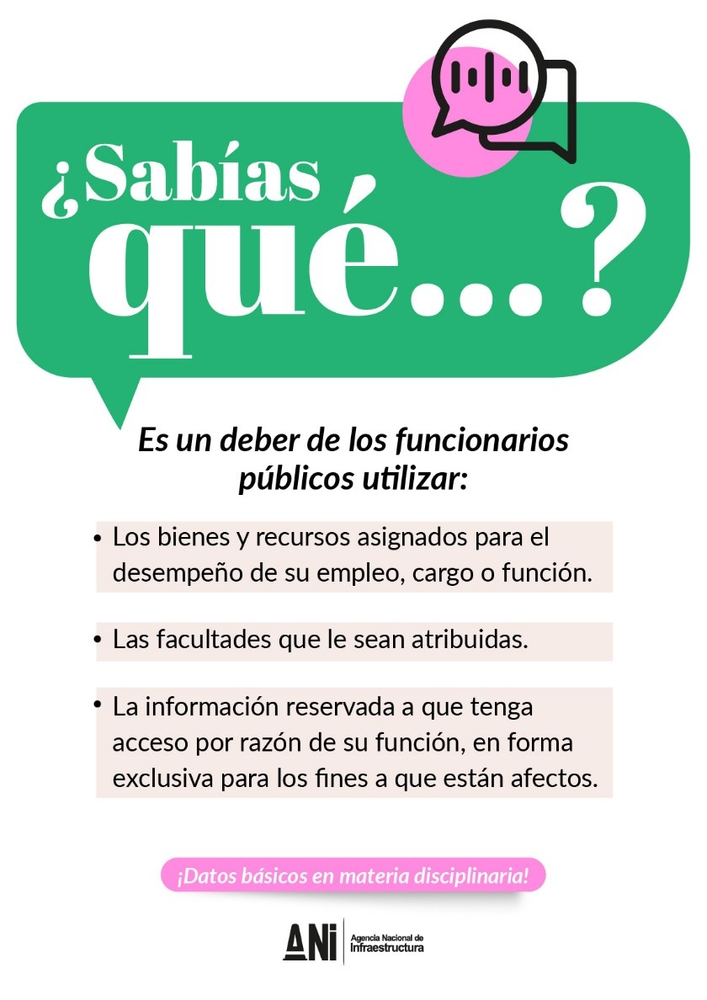 ¿Sabías
qué...?
Es un deber de los funcionarios
públicos utilizar:
• Los bienes y recursos asignados para el
desempeño de su empleo, cargo o función.
• Las facultades que le sean atribuidas.
• La información reservada a que tenga
acceso por razón de su función, en forma
exclusiva para los fines a que están afectos.
¡Datos básicos en materia disciplinaria!
ANi
Agencia Nacional de
Infraestructura